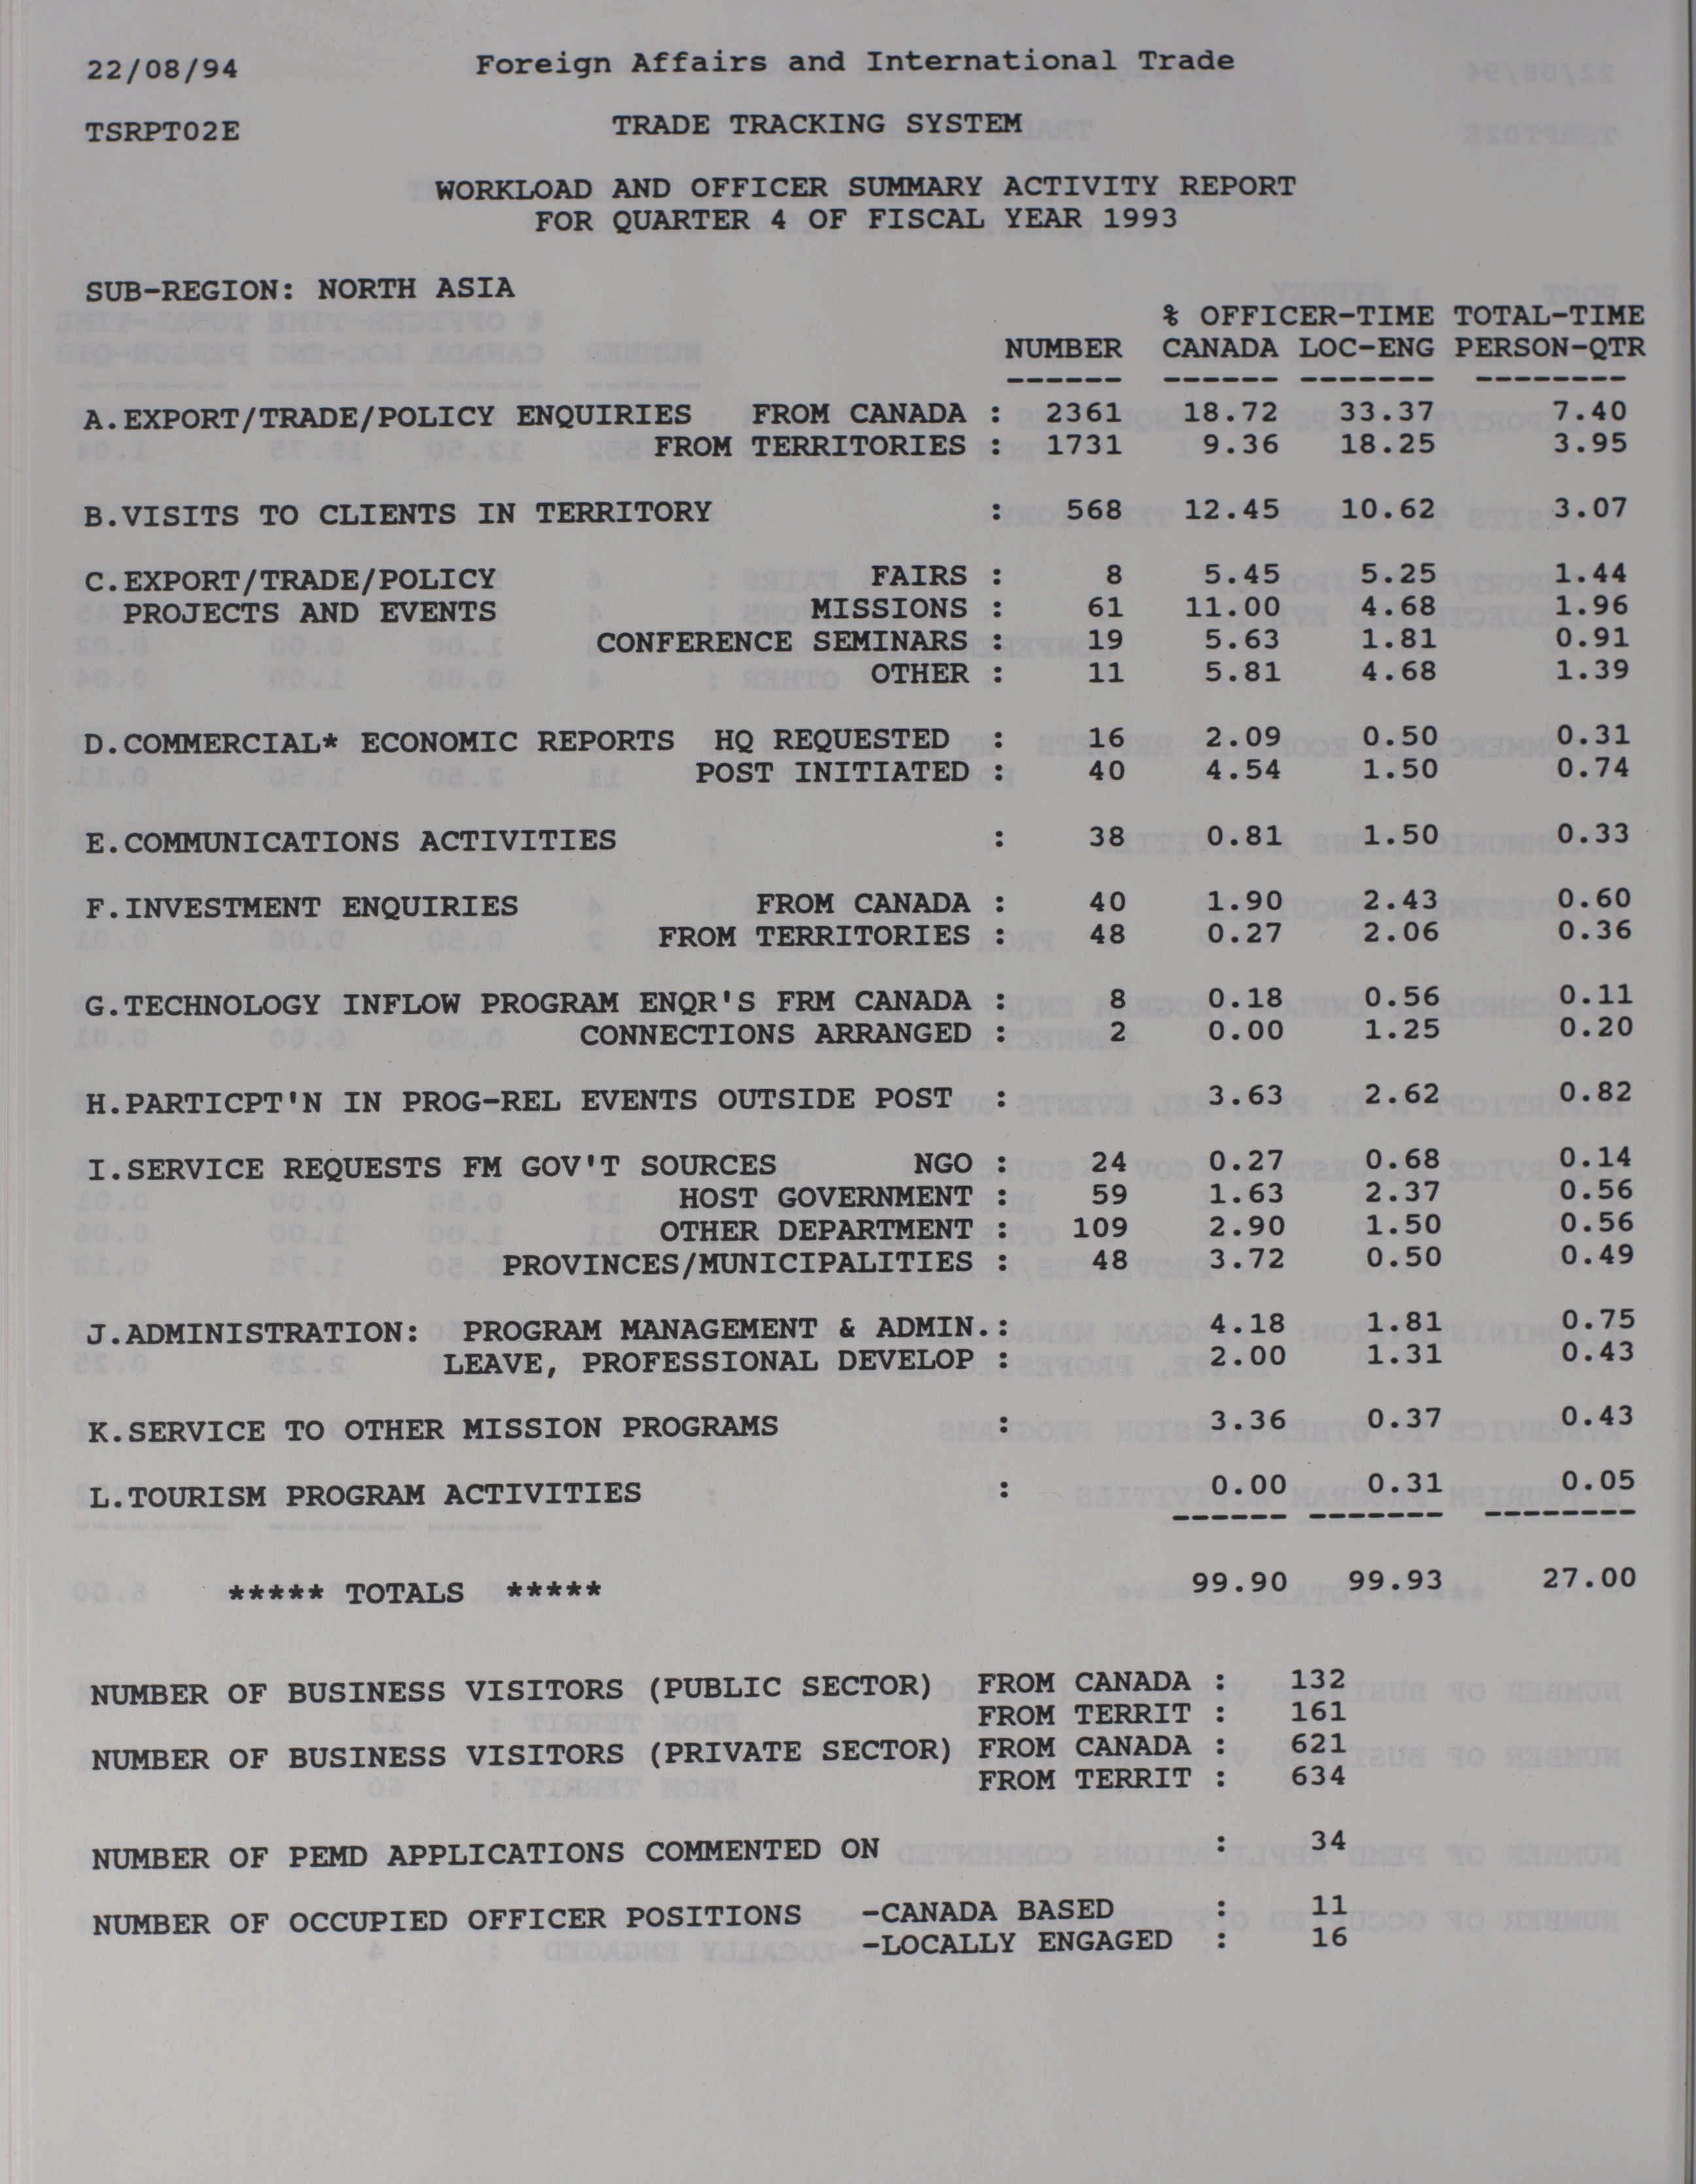 22/08/94 Foreign Affairs and International Trade
TSRPT02E TRADE TRACKING SYSTEM
WORKLOAD AND OFFICER SUMMARY ACTIVITY REPORT
FOR QUARTER 4 OF FISCAL YEAR 1993
SUB-REGION: NORTH ASIA
% OFFICER-TIME TOTAL-TIME
NUMBER CANADA LOC-ENG PERSON-QTR
------ ------ ------- --------
A.EXPORT/TRADE/POLICY ENQUIRIES FROM CANADA : 2361 18.72 33.37 7.40
FROM TERRITORIES : 1731 9.36 18.25 3.95
B.VISITS TO CLIENTS IN TERRITORY : 568 12.45 10.62 3.07
C.EXPORT/TRADE/POLICY FAIRS : 8 5.45 5.25 1.44
PROJECTS AND EVENTS MISSIONS : 61 11.00 4.68 1.96
CONFERENCE SEMINARS : 19 5.63 1.81 0.91
OTHER : 11 5.81 4.68 1.39
D.COMMERCIAL* ECONOMIC REPORTS HQ REQUESTED : 16 2.09 0.50 0.31
POST INITIATED : 40 4.54 1.50 0.74
E.COMMUNICATIONS ACTIVITIES : 38 0.81 1.50 0.33
F.INVESTMENT ENQUIRIES FROM CANADA : 40 1.90 2.43 0.60
FROM TERRITORIES : 48 0.27 2.06 0.36
G.TECHNOLOGY INFLOW PROGRAM ENQR'S FRM CANADA : 8 0.18 0.56 0.11
CONNECTIONS ARRANGED : 2 0.00 1.25 0.20
H.PARTICPT'N IN PROG-REL EVENTS OUTSIDE POST : 3.63 2.62 0.82
I.SERVICE REQUESTS FM GOV'T SOURCES NGO : 24 0.27 0.68 0.14
HOST GOVERNMENT : 59 1.63 2.37 0.56
OTHER DEPARTMENT : 109 2.90 1.50 0.56
PROVINCES/MUNICIPALITIES : 48 3.72 0.50 0.49
J.ADMINISTRATION: PROGRAM MANAGEMENT & ADMIN.: 4.18 1.81 0.75
LEAVE, PROFESSIONAL DEVELOP : 2.00 1.31 0.43
K.SERVICE TO OTHER MISSION PROGRAMS : 3.36 0.37 0.43
L.TOURISM PROGRAM ACTIVITIES : 0.00 0.31 0.05
------ ------- --------
***** TOTALS ***** 99.90 99.93 27.00
NUMBER OF BUSINESS VISITORS (PUBLIC SECTOR) FROM CANADA : 132
FROM TERRIT : 161
NUMBER OF BUSINESS VISITORS (PRIVATE SECTOR) FROM CANADA : 621
FROM TERRIT : 634
NUMBER OF PEMD APPLICATIONS COMMENTED ON : 34
NUMBER OF OCCUPIED OFFICER POSITIONS -CANADA BASED : 11
-LOCALLY ENGAGED : 16